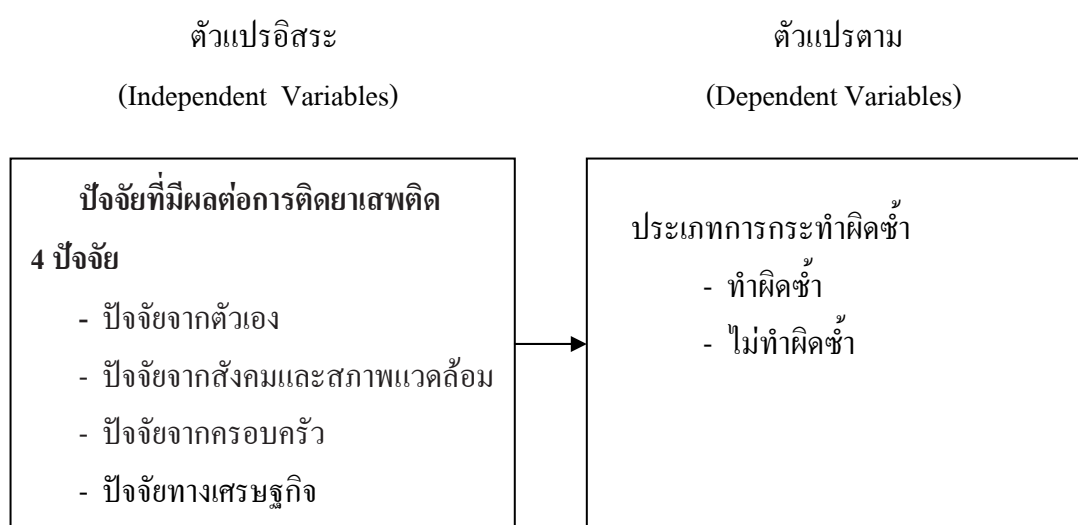 ตัวแปรอิสระ
(Independent Variables)
ปัจจัยที่มีผลต่อการติดยาเสพติด
4 ปัจจัย
- ปัจจัยจากตัวเอง
- ปัจจัยจากสังคมและสภาพแวดล้อม
- ปัจจัยจากครอบครัว
- ปัจจัยทางเศรษฐกิจ
ตัวแปรตาม
(Dependent Variables)
ประเภทการกระทำผิดซ้ำ
- ทำผิดซ้ำ
- ไม่ทำผิดซ้ำ